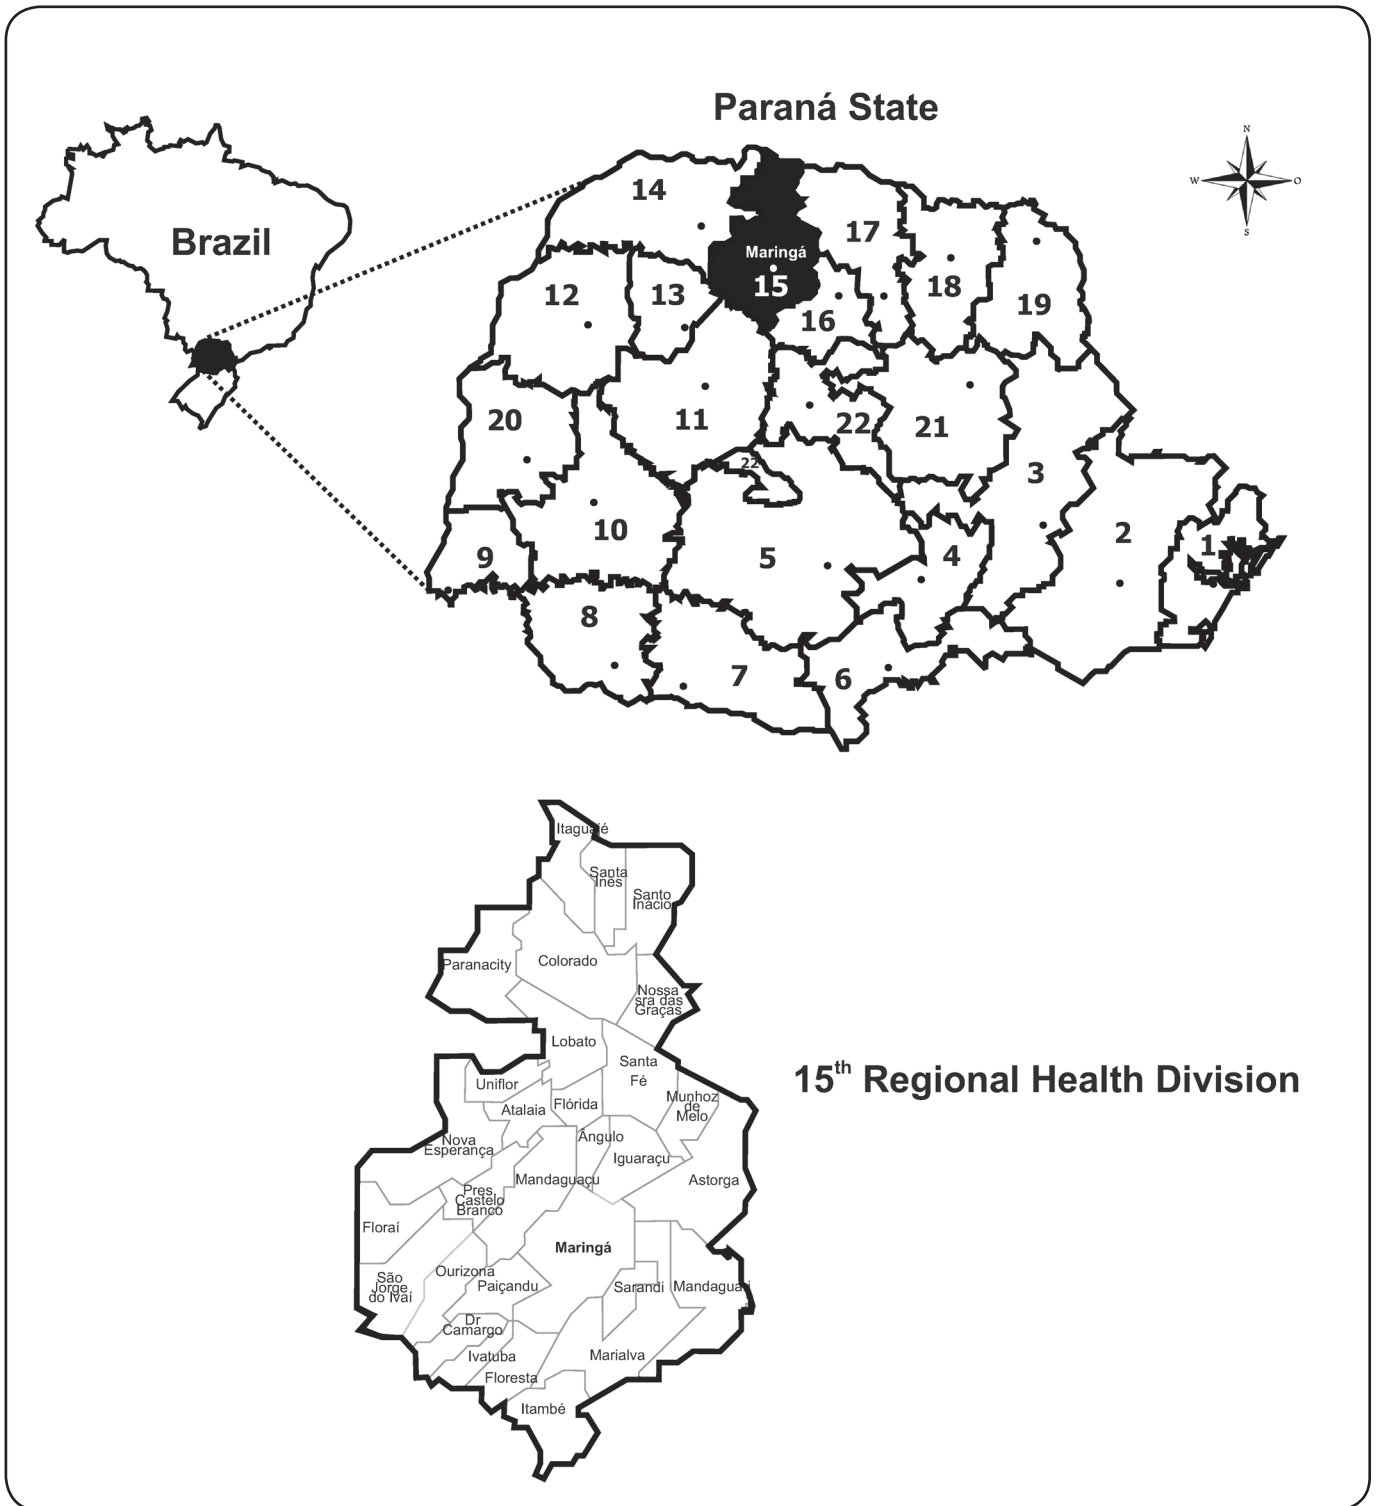 Paraná State
Brazil
N
W
O
S
14
17
Maringá
15
12
13
16
18
19
20
11
22
21
22
3
10
9
5
4
2
1
8
7
6
Itaguajé
Santa
Inês
Santo
Inácio
Paranacity
Colorado
Nossa
sra das
Graças
Lobato
Santa
Fé
15th Regional Health Division
Uniflor
Atalaia
Flórida
Munhoz
de
Melo
Nova
Esperança
Ângulo
Iguaraçu
Mandaguaçu
Astorga
Pres
Castelo
Branco
Floraí
Maringá
São
Jorge
do Ivaí
Ourizona
Paiçandu
Sarandi
Mandaguari
Dr
Camargo
Ivatuba
Marialva
Floresta
Itambé